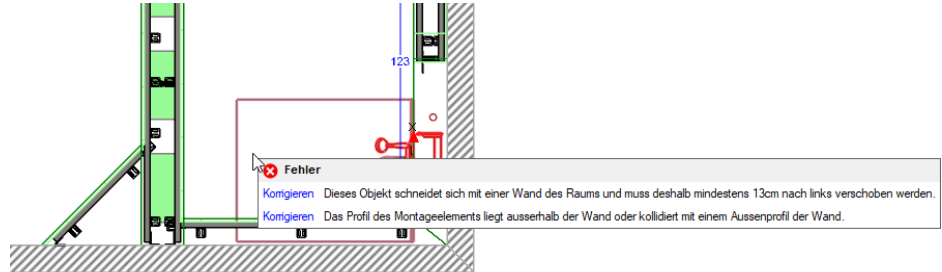 123
X
Fehler
Korrigieren Dieses Objekt schneidet sich mit einer Wand des Raums und muss deshalb mindestens 13cm nach links verschoben werden.
Korrigieren Das Profil des Montageelements liegt ausserhalb der Wand oder kollidiert mit einem Aussenprofil der Wand.